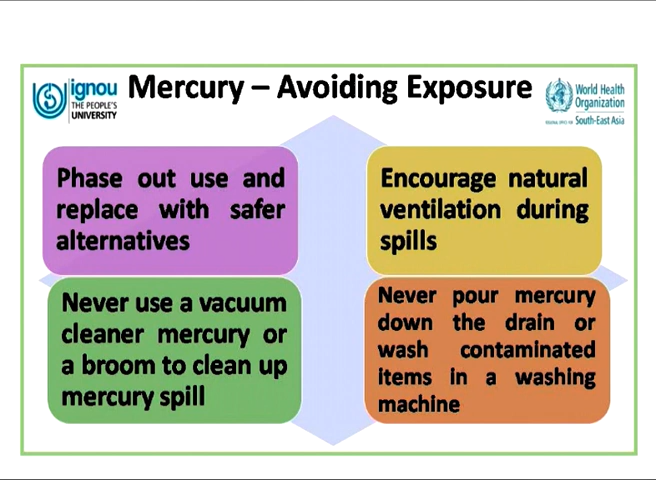 ignou
THE PEOPLE'S
UNIVERSITY
Mercury – Avoiding Exposure
World Health
Organization
South-East Asia
Phase out use and
replace with safer
alternatives
Encourage natural
ventilation during
spills
Never use a vacuum
cleaner mercury or
a broom to clean up
mercury spill
Never pour mercury
down the drain or
wash contaminated
items in a washing
machine